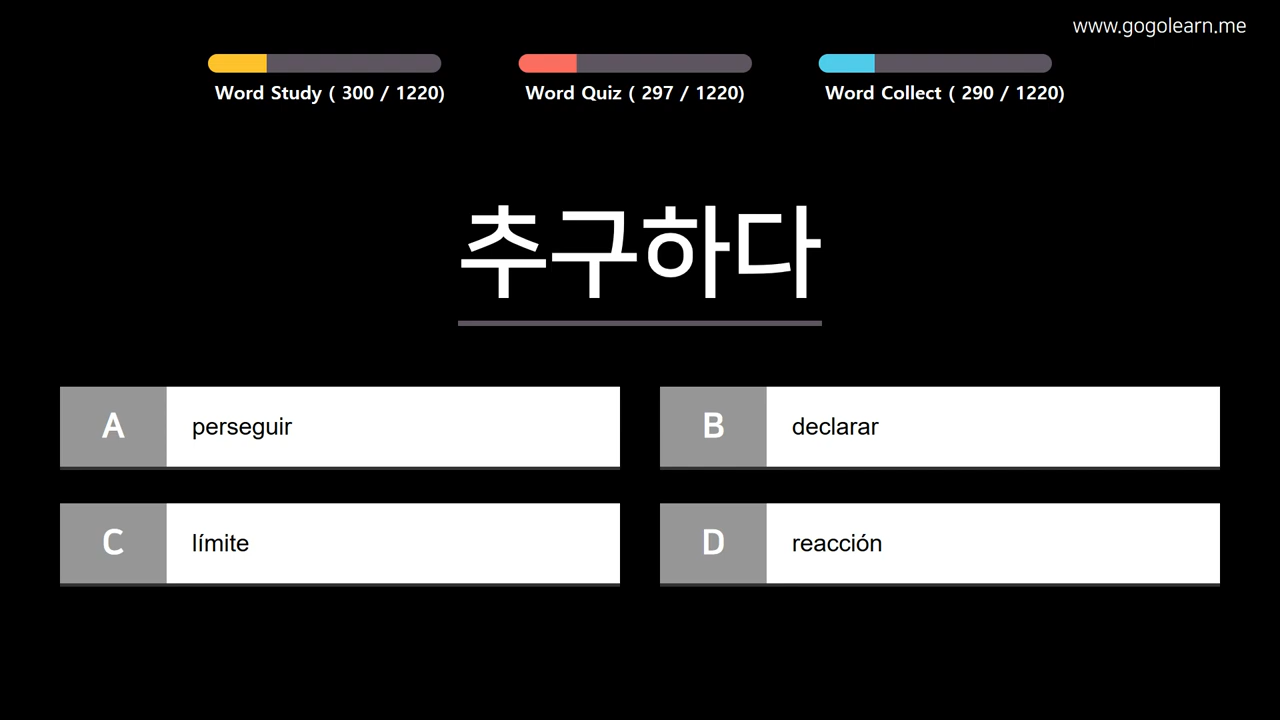 www.gogolearn.me
Word Study ( 300 / 1220)
Word Quiz ( 297 / 1220)
Word Collect ( 290 / 1220)
추구하다
A perseguir
B declarar
C límite
D reacción